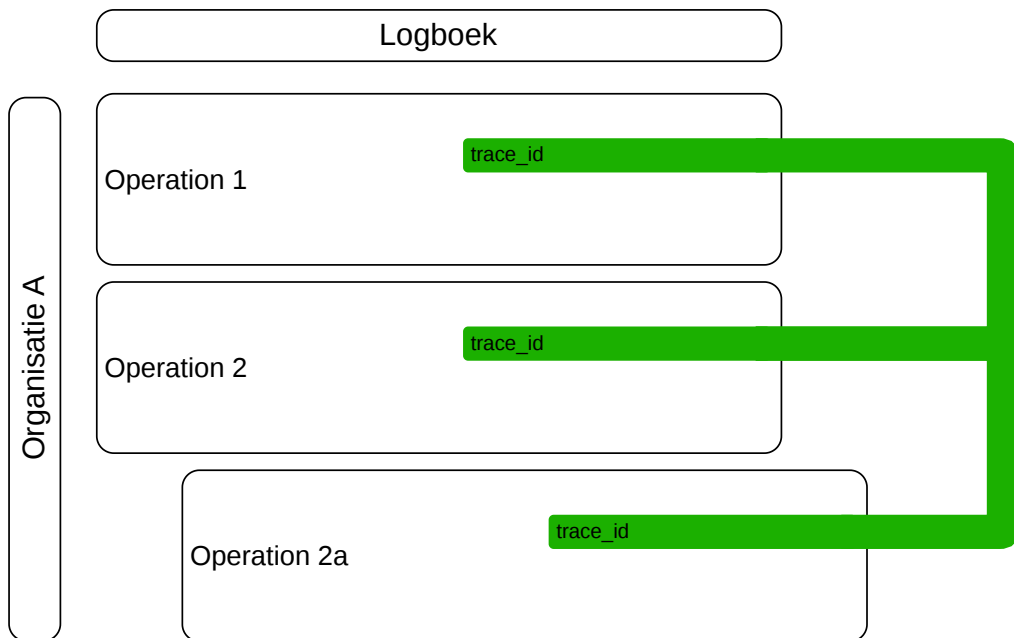 Logboek
Organisatie A
Operation 1
trace_id
Operation 2
trace_id
Operation 2a
trace_id